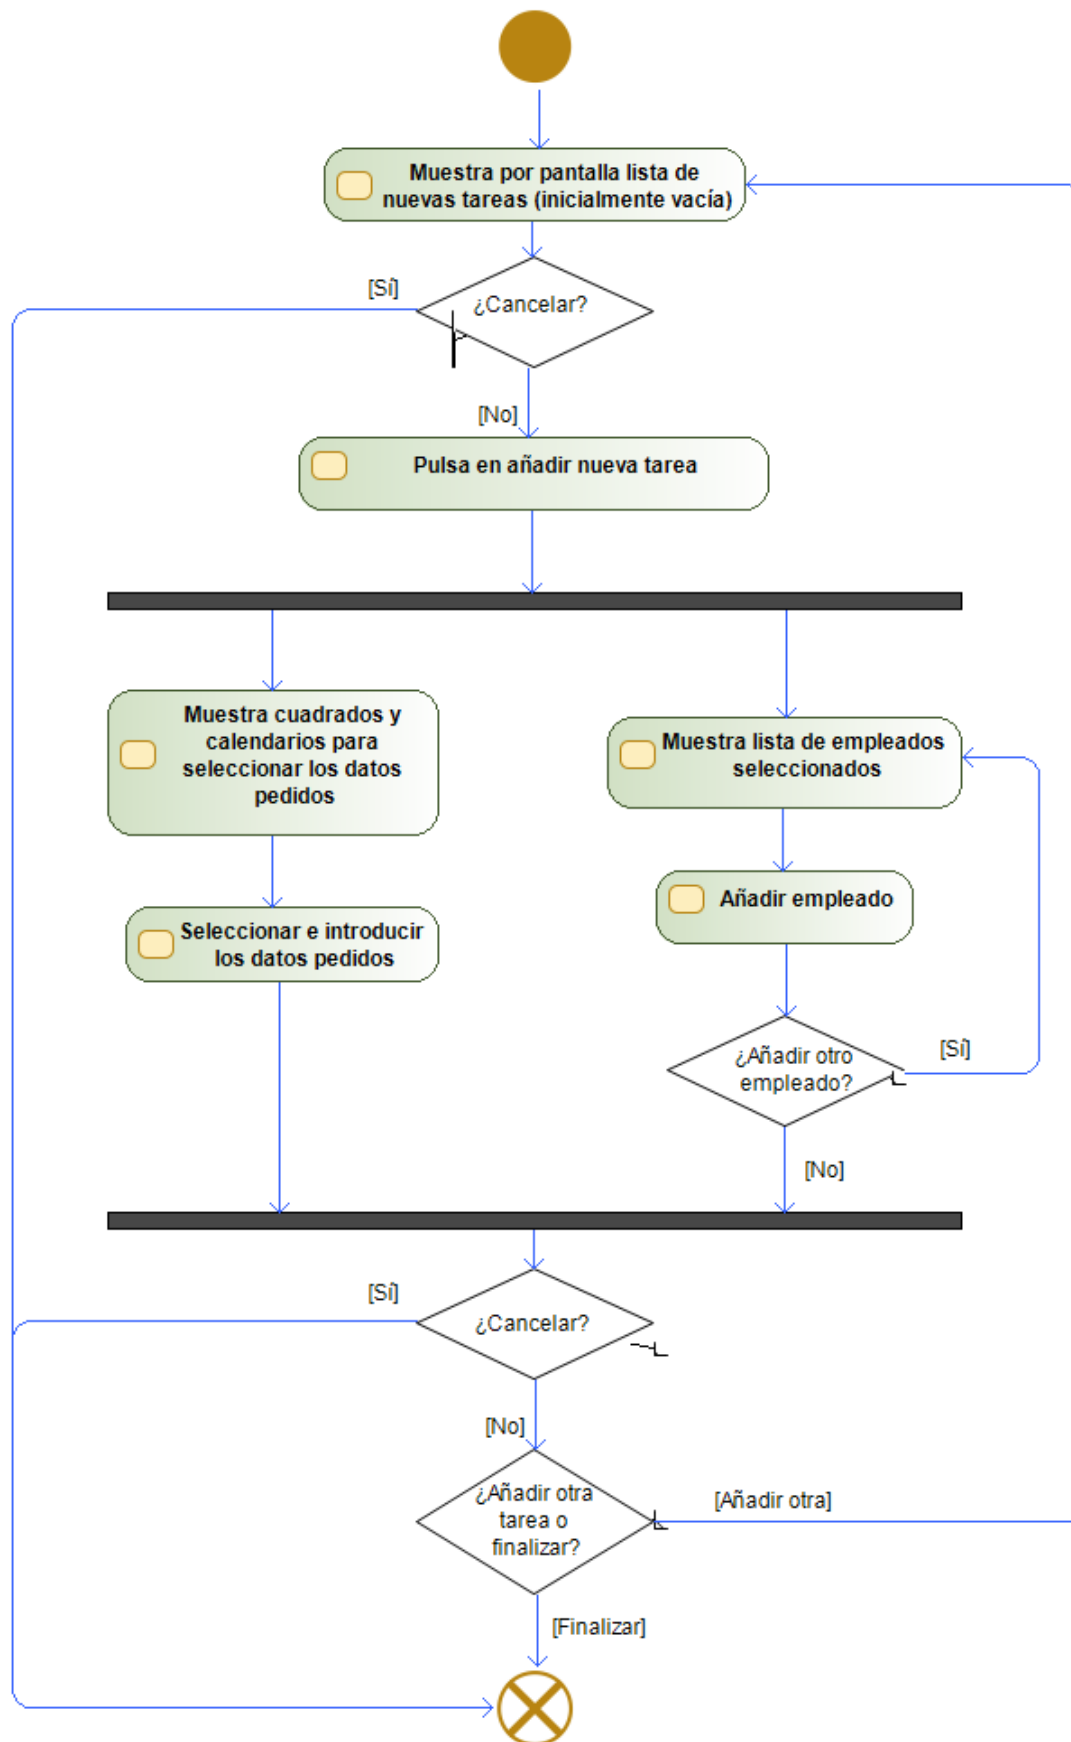 Muestra por pantalla lista de
nuevas tareas (inicialmente vacía)
[Sí]
¿Cancelar?
[No]
Pulsa en añadir nueva tarea
Muestra cuadrados y
calendarios para
seleccionar los datos
pedidos
Muestra lista de empleados
seleccionados
Seleccionar e introducir
los datos pedidos
Añadir empleado
¿Añadir otro
empleado?
[Sí]
[No]
[Sí]
¿Cancelar?
[No]
¿Añadir otra
tarea o
finalizar?
[Añadir otra]
[Finalizar]